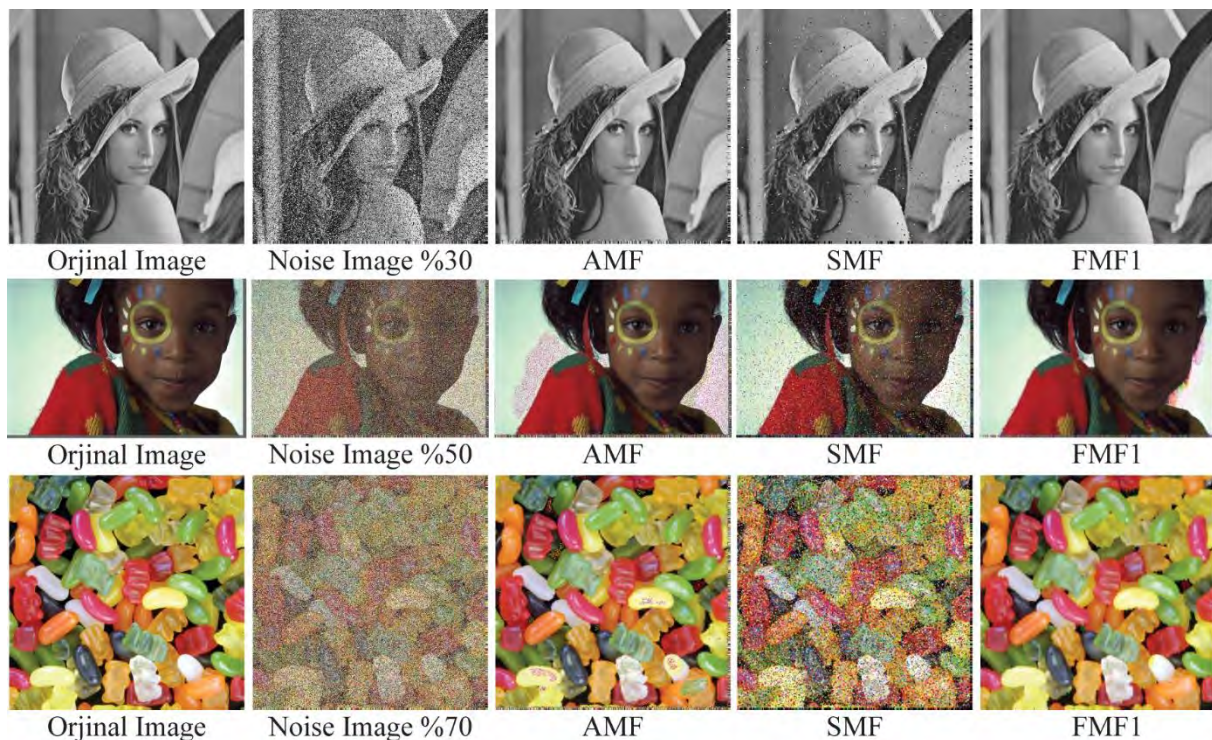 Orjinal Image Noise Image %30 AMF SMF FMF1
Orjinal Image Noise Image %50 AMF SMF FMF1
Orjinal Image Noise Image %70 AMF SMF FMF1